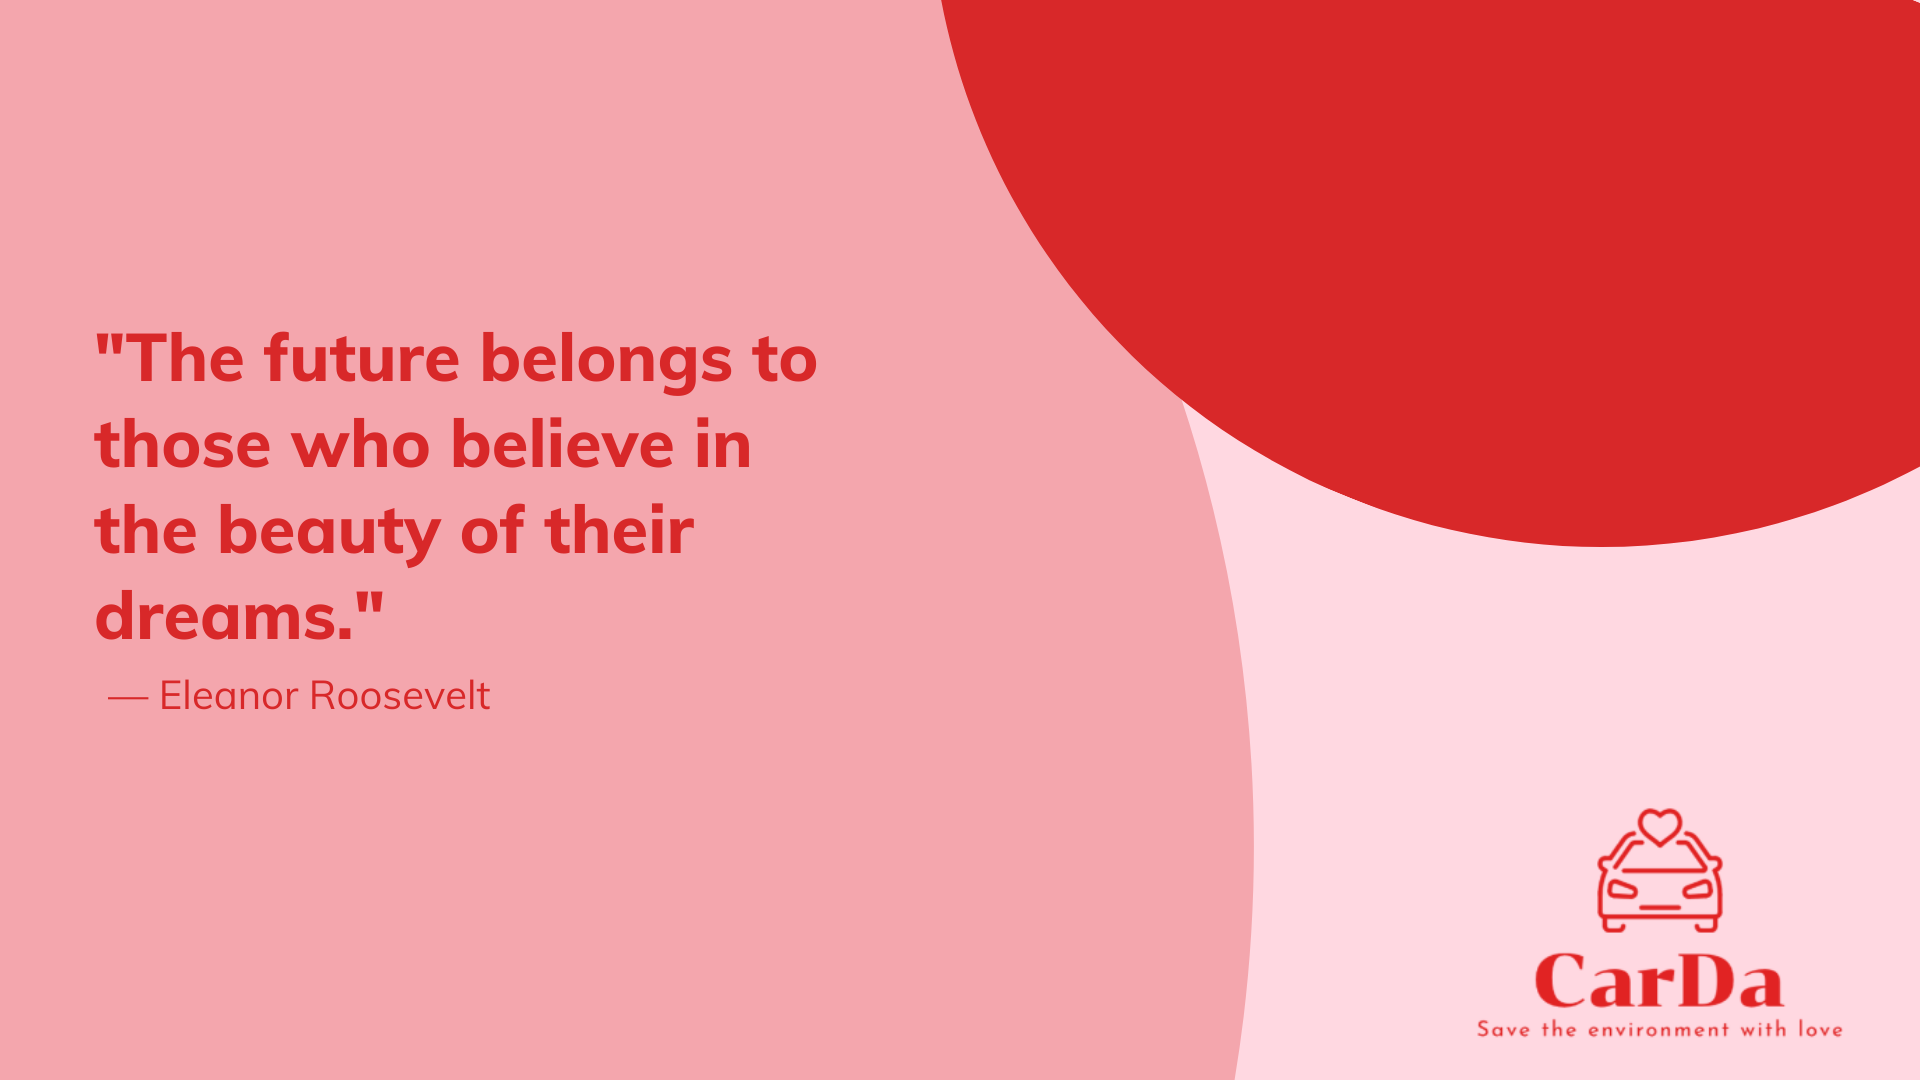 "The future belongs to
those who believe in
the beauty of their
dreams."
— Eleanor Roosevelt
CarDa
Save the environment with love